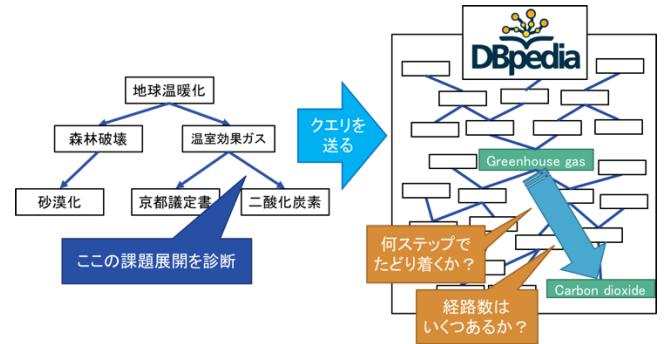 地球温暖化
森林破壊
温室効果ガス
砂漠化
京都議定書
二酸化炭素
ここの課題展開を診断
クエリを
送る
DBpedia
Greenhouse gas
何ステップで
たどり着くか？
経路数は
いくつあるか？
Carbon dioxide